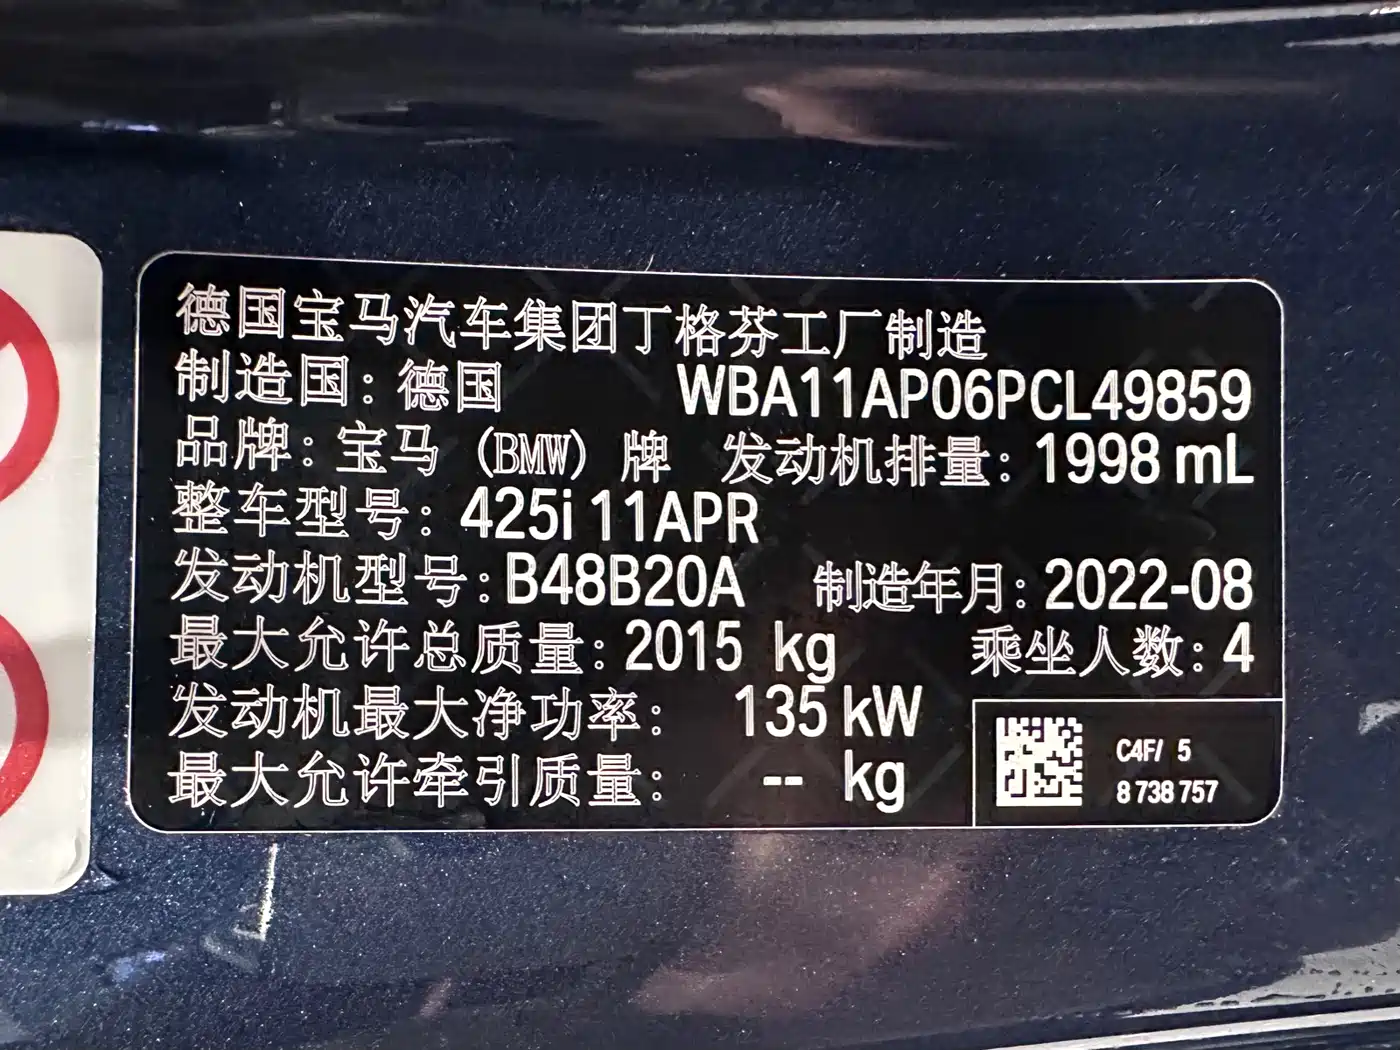 德国宝马汽车集团丁格芬工厂制造
制造国：德国 WBA11AP06PCL49859
品牌：宝马（BMW）牌 发动机排量：1998 mL
整车型号：425i 11APR
发动机型号：B48B20A 制造年月：2022-08
最大允许总质量：2015 kg 乘坐人数：4
发动机最大净功率： 135 kW
最大允许牵引质量： -- kg
C4F/ 5
8 738 757